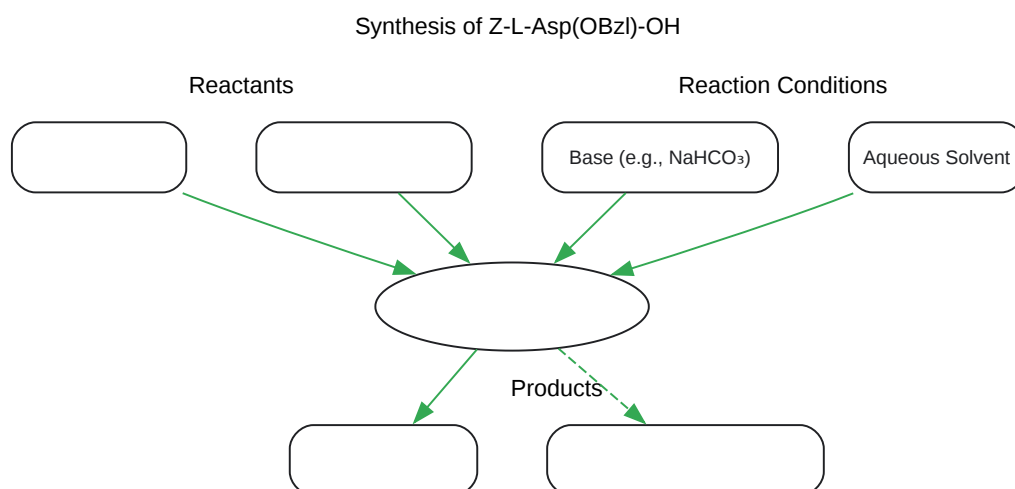 Synthesis of Z-L-Asp(OBzl)-OH
Reactants
Reaction Conditions
Base (e.g., NaHCO₃)
Aqueous Solvent
Products